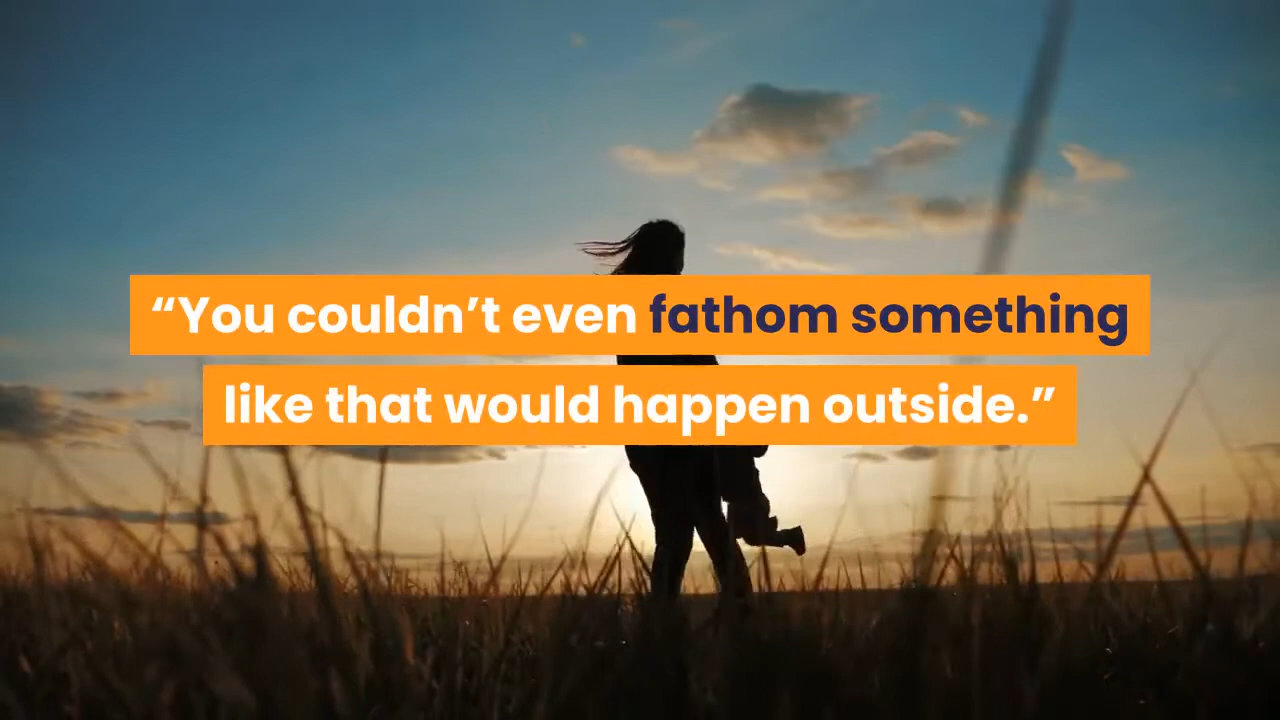 “You couldn’t even fathom something
like that would happen outside.”